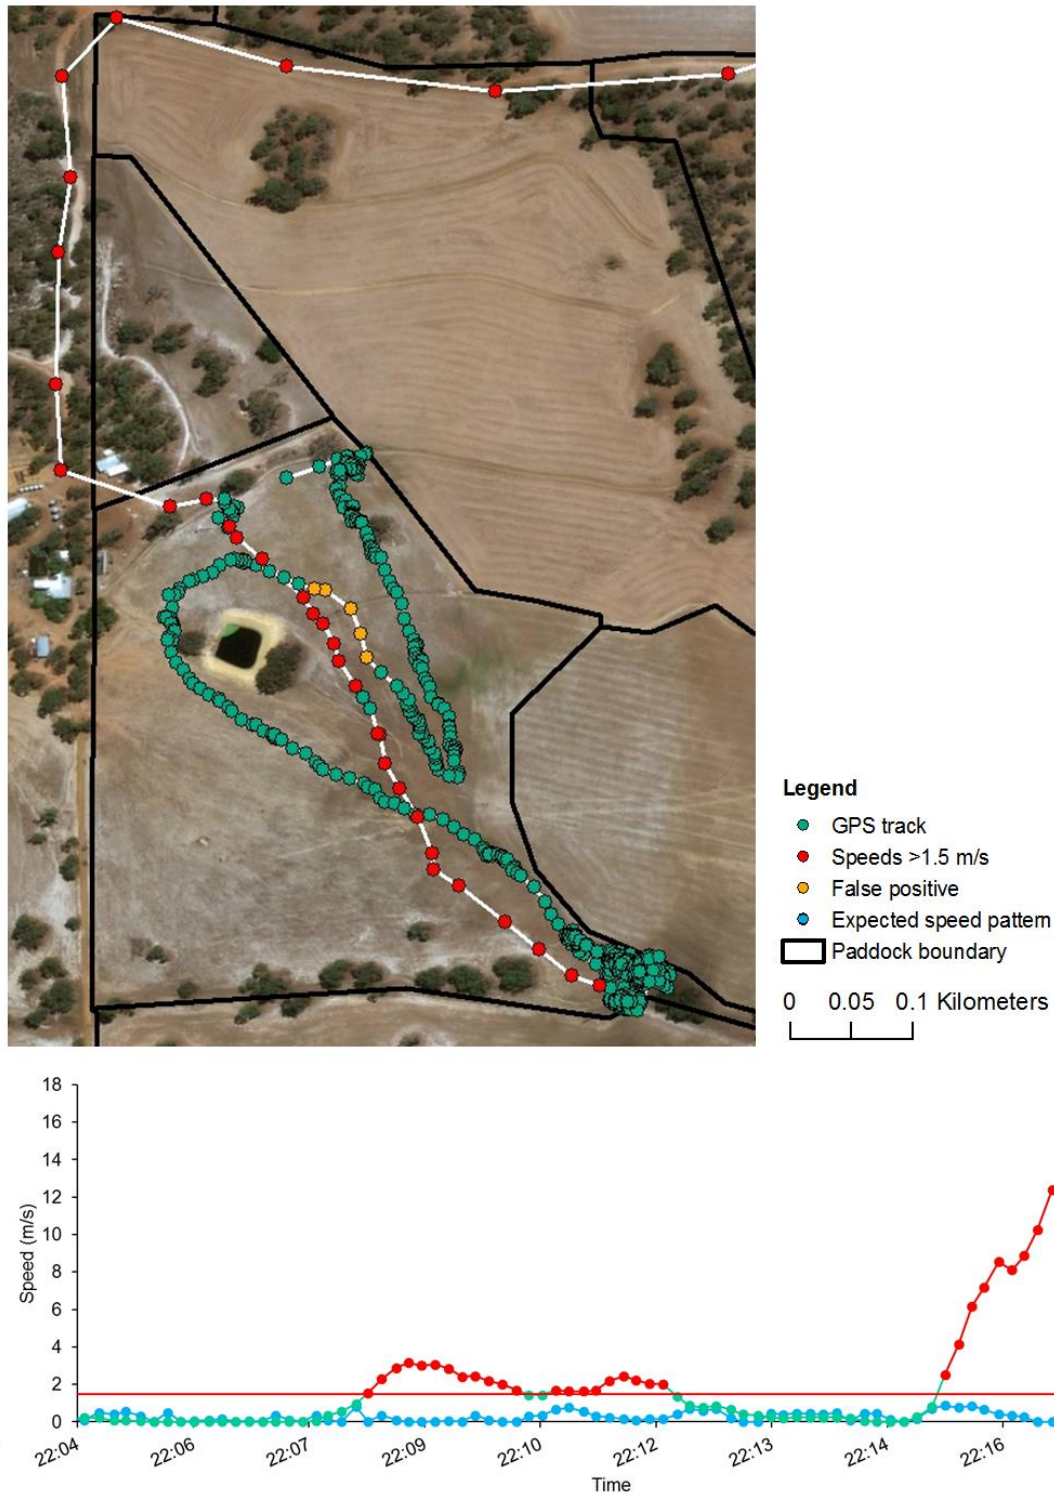 Legend
GPS track
Speeds >1.5 m/s
False positive
Expected speed pattern
Paddock boundary
0 0.05 0.1 Kilometers
18
16
14
12
10
8
6
4
2
0
Speed (m/s)
22:04 22:06 22:07 22:09 22:10 22:12 22:13 22:14 22:16
Time